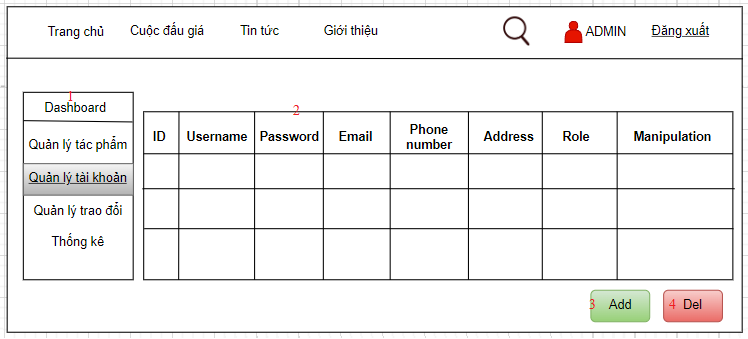 Trang chủ Cuộc đấu giá Tin tức Giới thiệu ADMIN Đăng xuất
1
Dashboard
Quản lý tác phẩm
Quản lý tài khoản
Quản lý trao đổi
Thống kê
2
ID Username Password Email Phone number Address Role Manipulation
3 Add 4 Del